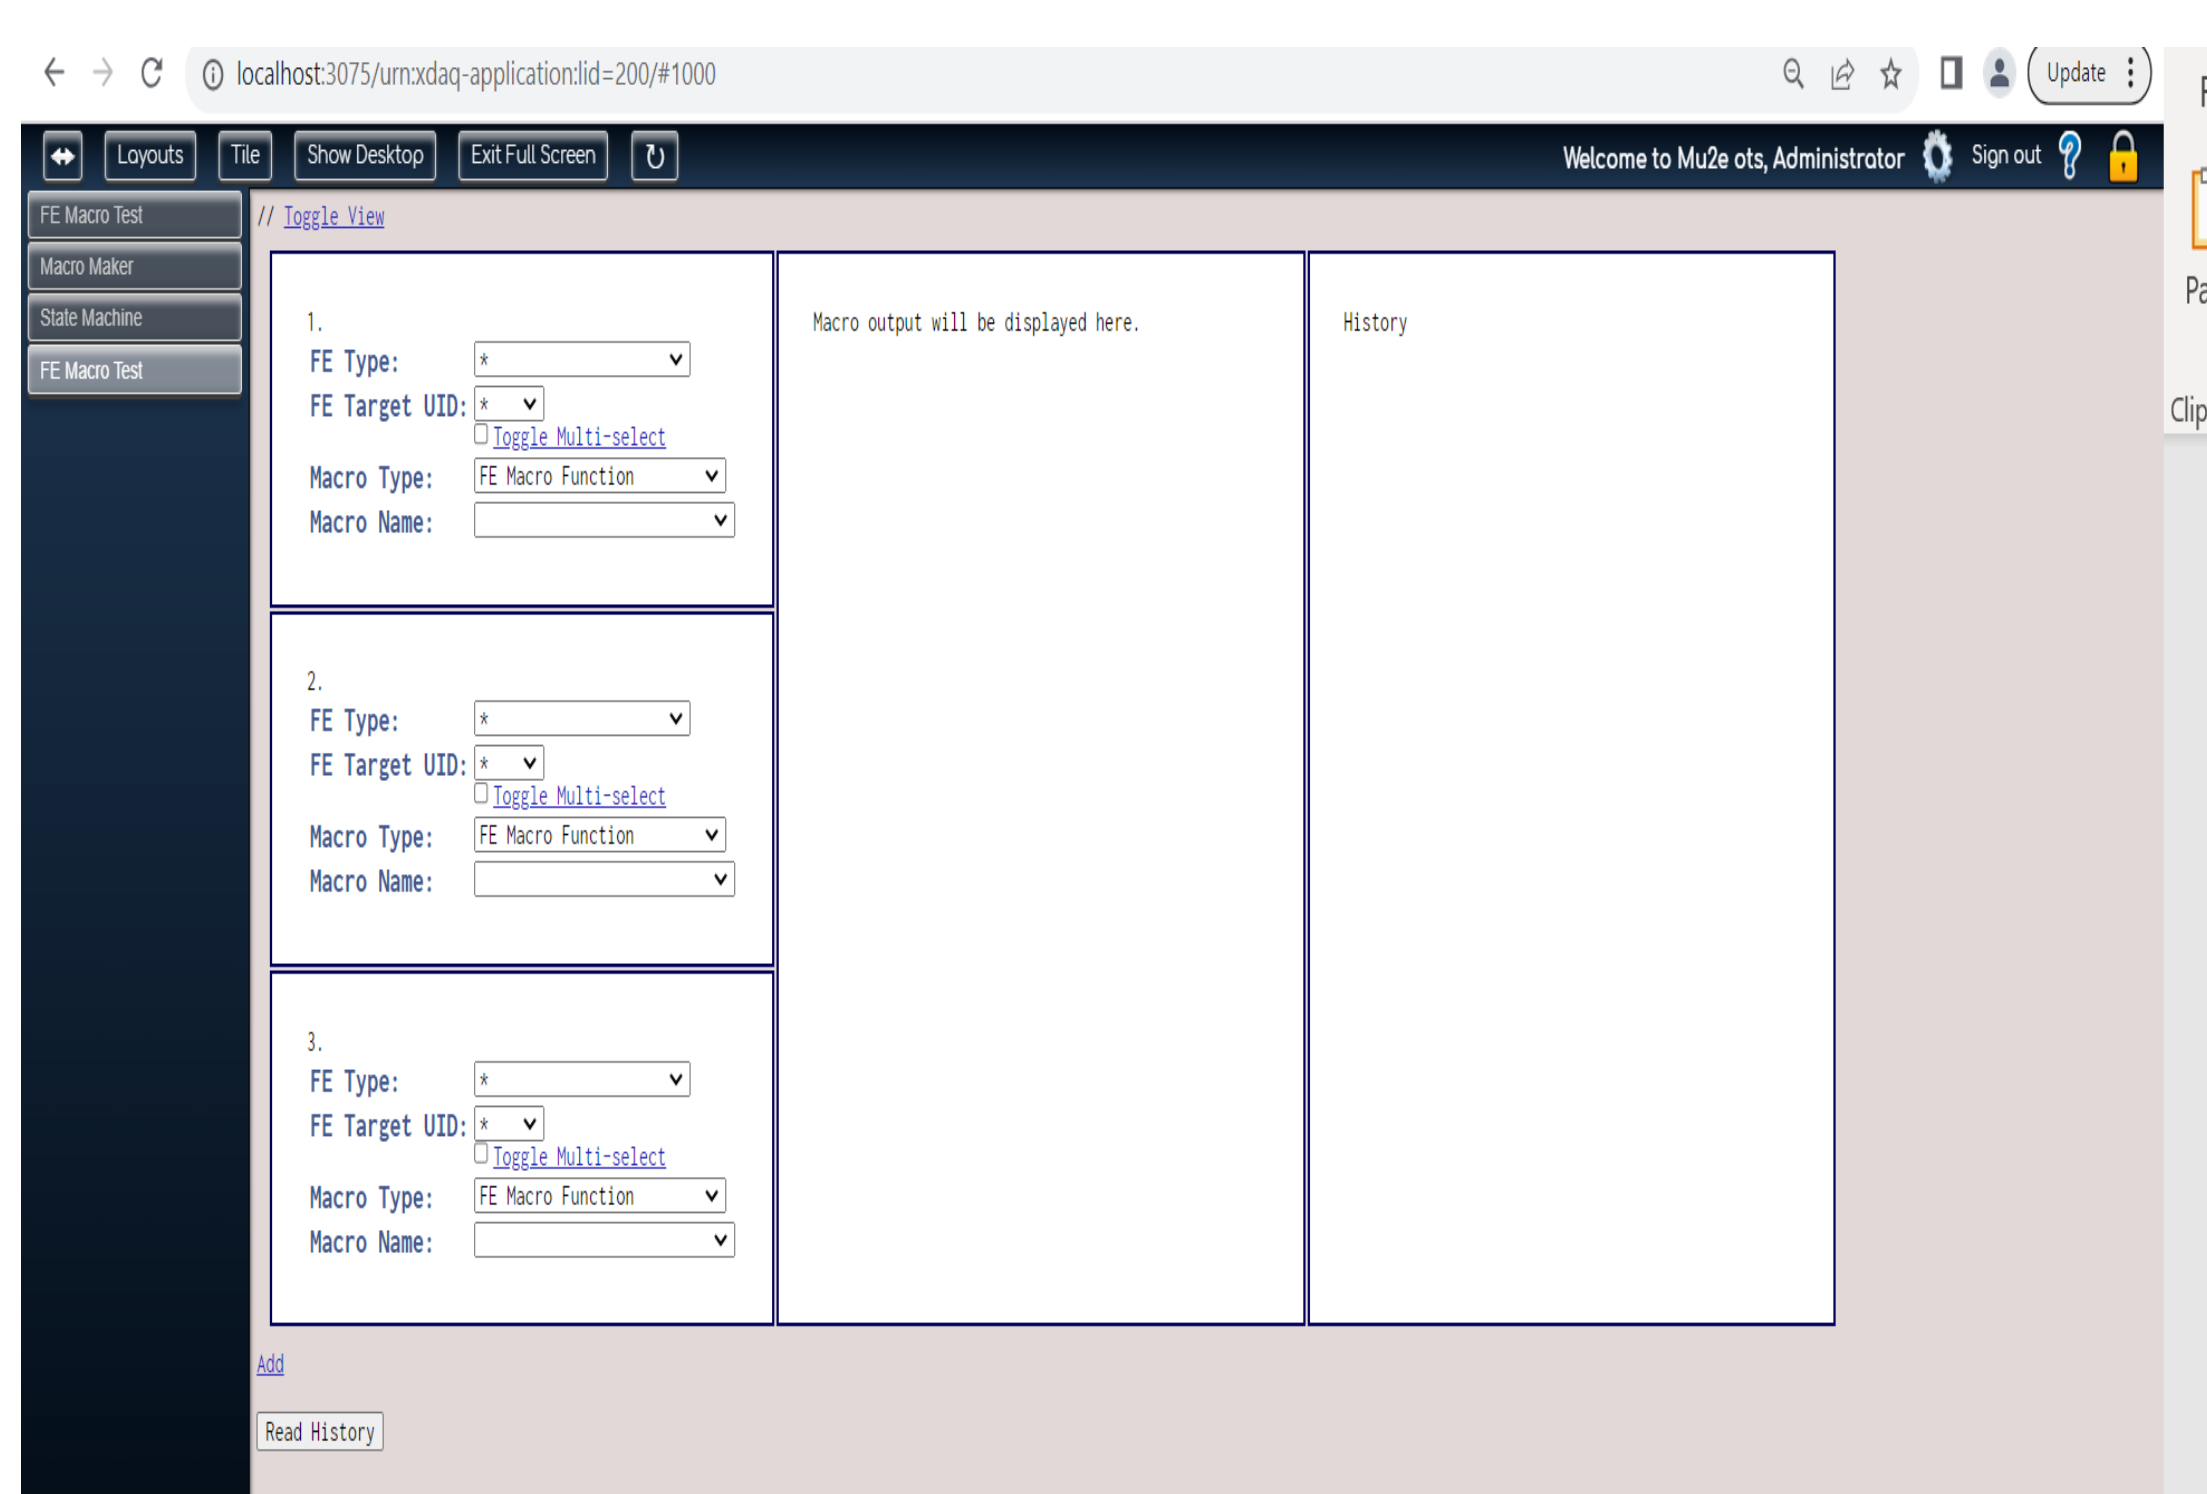 localhost:3075/urn:xdaq-application:lid=200/#1000
Update
Layouts
Tile
Show Desktop
Exit Full Screen
Welcome to Mu2e ots, Administrator
Sign out
FE Macro Test
Macro Maker
State Machine
FE Macro Test
// Toggle View
1.
FE Type: *
FE Target UID: *
Toggle Multi-select
Macro Type: FE Macro Function
Macro Name:
2.
FE Type: *
FE Target UID: *
Toggle Multi-select
Macro Type: FE Macro Function
Macro Name:
3.
FE Type: *
FE Target UID: *
Toggle Multi-select
Macro Type: FE Macro Function
Macro Name:
Macro output will be displayed here.
History
Add
Read History
Pa
Clip